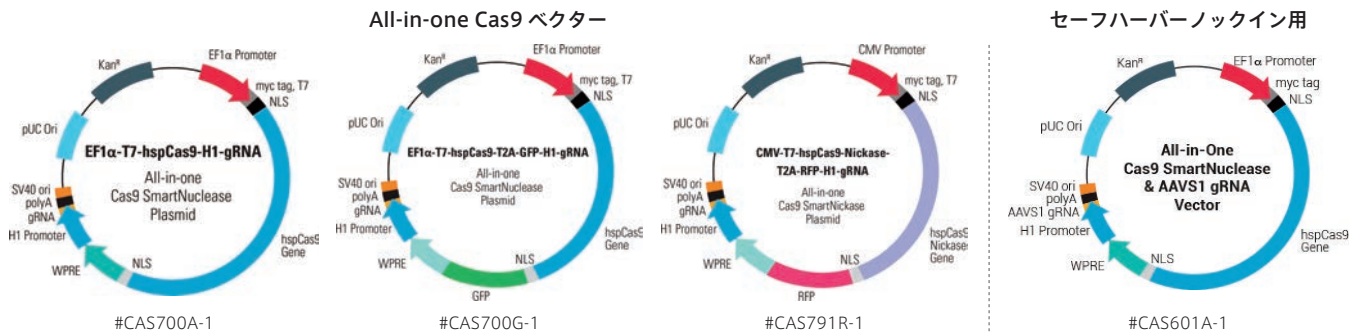 All-in-one Cas9 ベクター
セーフハーバーノックイン用
EF1α Promoter
Kanᴿ
myc tag, T7
NLS
pUC Ori
EF1α-T7-hspCas9-H1-gRNA
All-in-one
Cas9 SmartNuclease
Plasmid
SV40 ori
polyA
gRNA
H1 Promoter
hspCas9
Gene
WPRE
NLS
#CAS700A-1
EF1α Promoter
Kanᴿ
myc tag, T7
NLS
pUC Ori
EF1α-T7-hspCas9-T2A-GFP-H1-gRNA
All-in-one
Cas9 SmartNuclease
Plasmid
SV40 ori
polyA
gRNA
H1 Promoter
hspCas9
Gene
WPRE
NLS
GFP
#CAS700G-1
CMV Promoter
Kanᴿ
myc tag, T7
NLS
pUC Ori
CMV-T7-hspCas9-Nickase-
T2A-RFP-H1-gRNA
All-in-one
Cas9 SmartNickase
Plasmid
SV40 ori
polyA
gRNA
H1 Promoter
hspCas9
Nickase
Gene
WPRE
NLS
RFP
#CAS791R-1
EF1α Promoter
Kanᴿ
myc tag
NLS
pUC Ori
All-in-One
Cas9 SmartNuclease
& AAVS1 gRNA
Vector
SV40 ori
polyA
AAVS1 gRNA
H1 Promoter
hspCas9
Gene
WPRE
NLS
#CAS601A-1